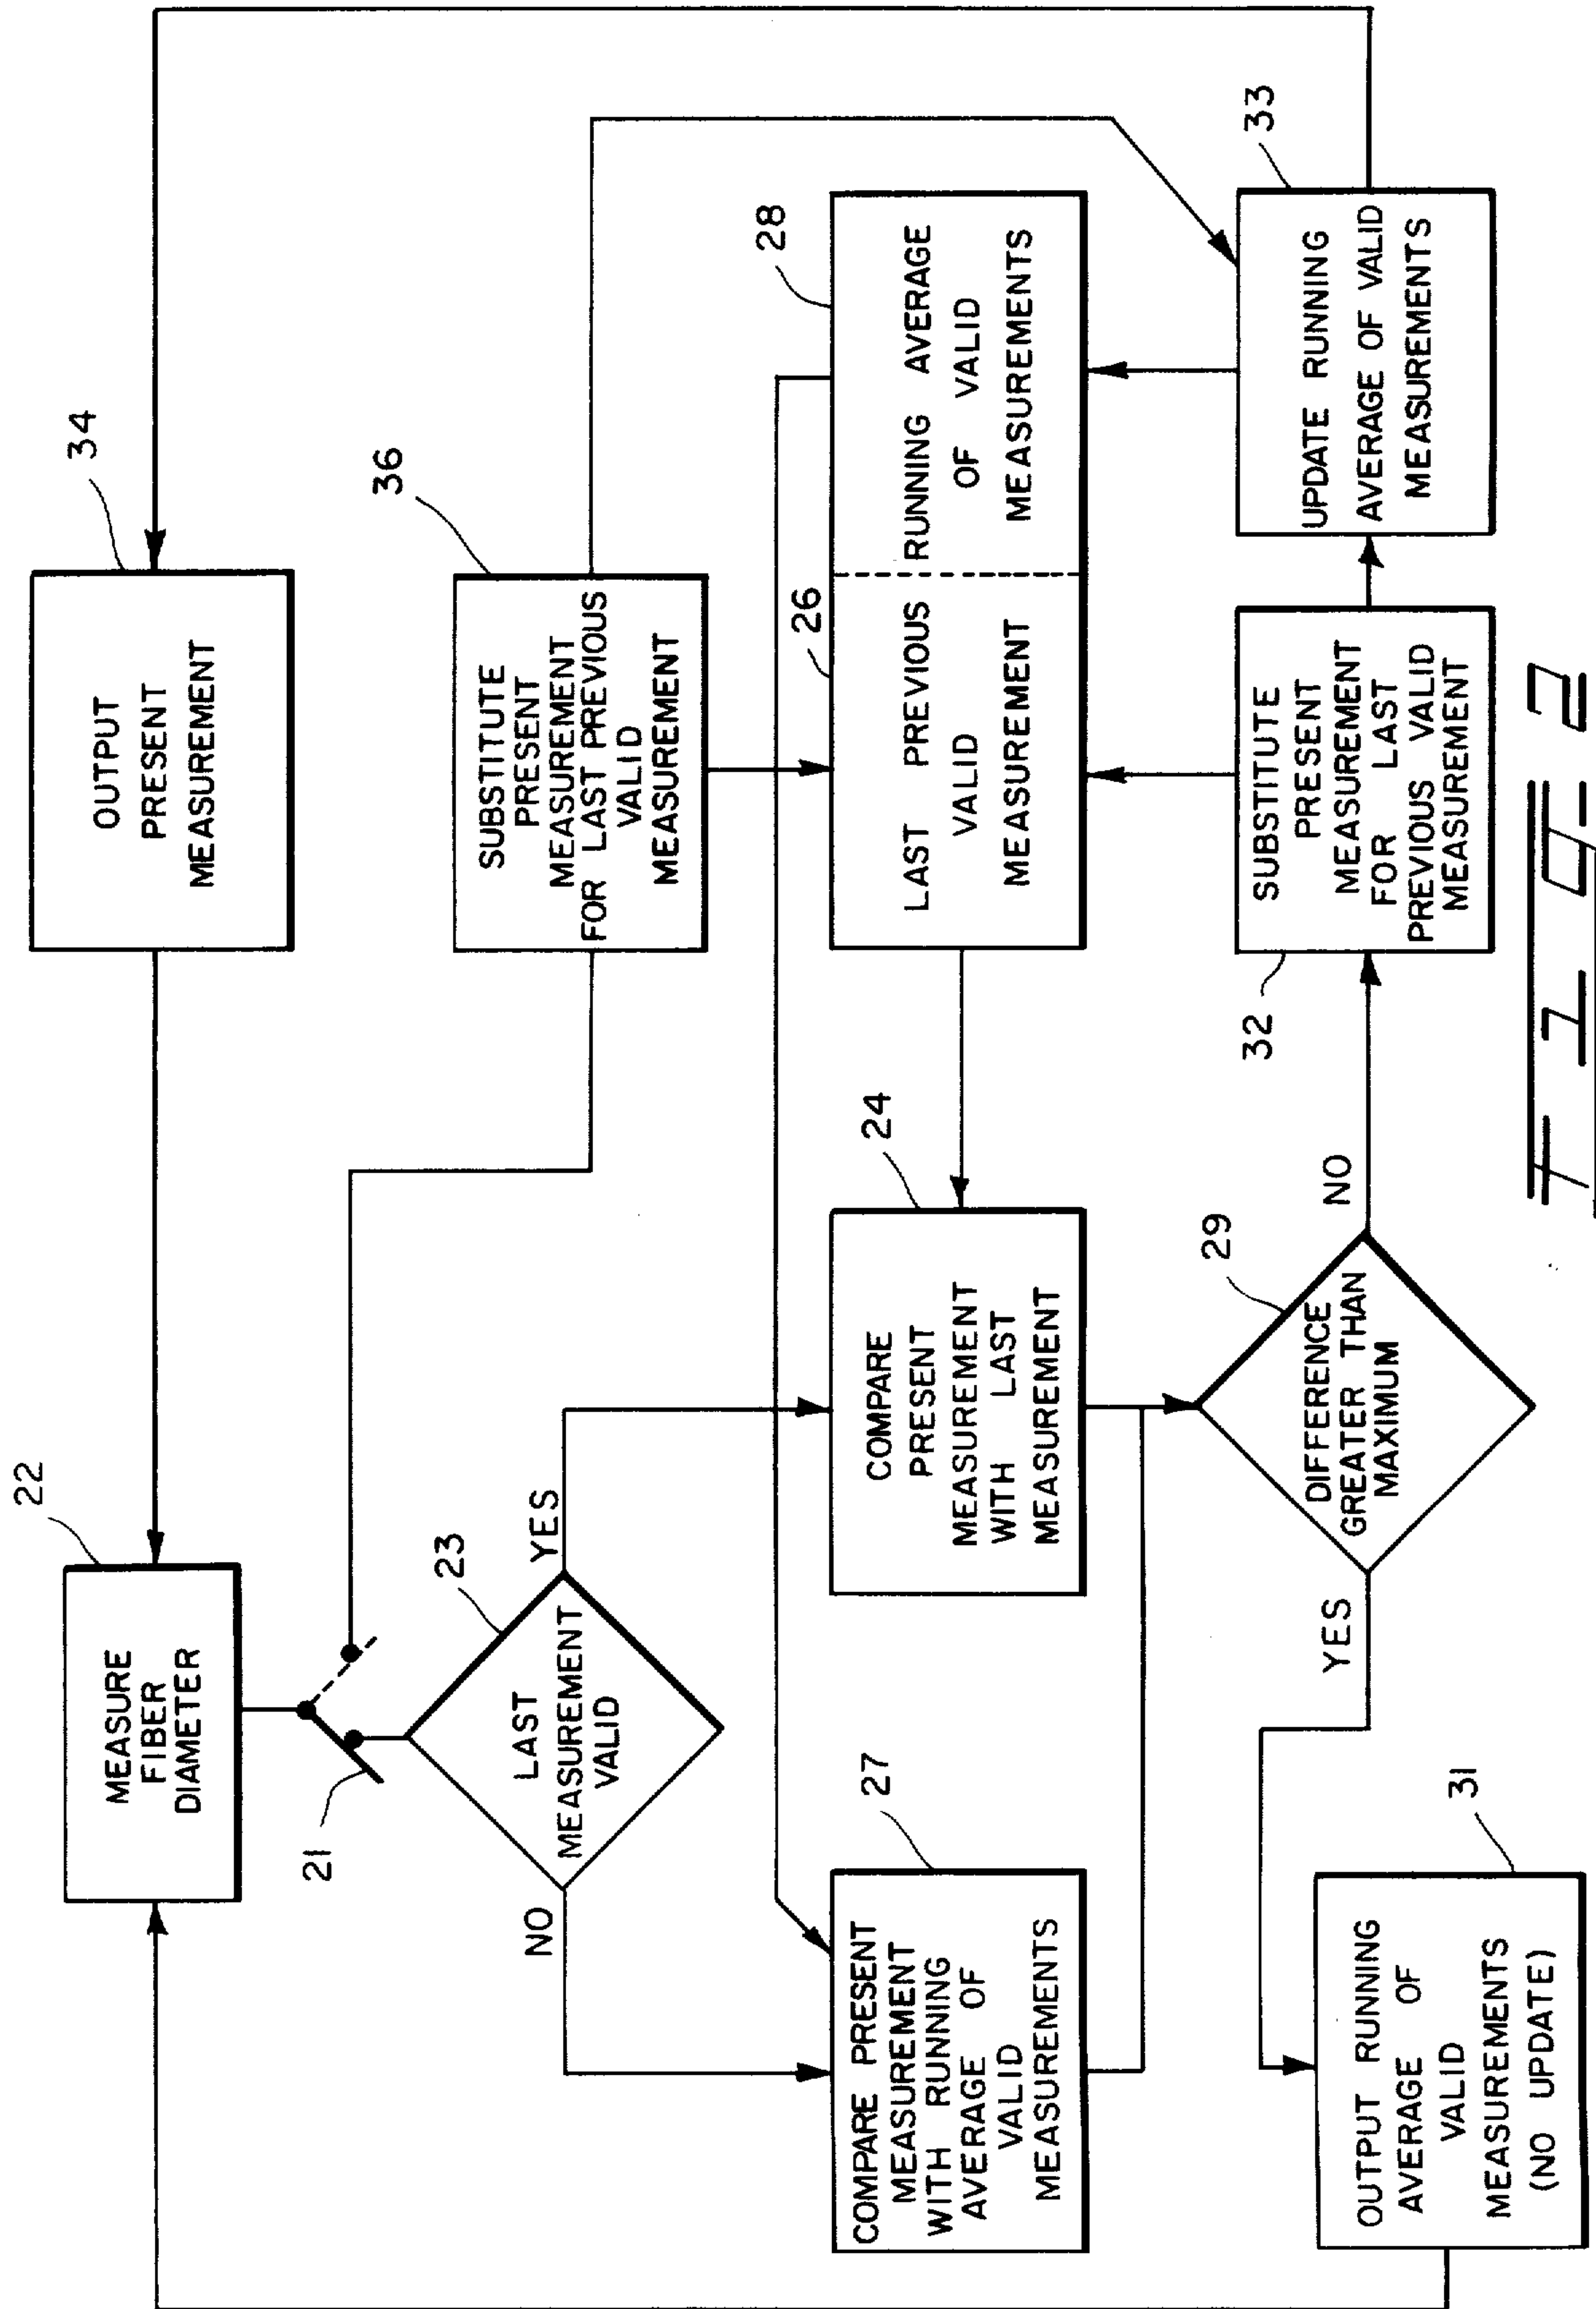 22
MEASURE
FIBER
DIAMETER
34
OUTPUT
PRESENT
MEASUREMENT
21
36
SUBSTITUTE
PRESENT
MEASUREMENT
FOR LAST PREVIOUS
VALID
MEASUREMENT
23
LAST
MEASUREMENT
VALID
NO
YES
27
COMPARE PRESENT
MEASUREMENT
WITH RUNNING
AVERAGE OF
VALID
MEASUREMENTS
24
COMPARE
PRESENT
MEASUREMENT
WITH LAST
MEASUREMENT
26
LAST PREVIOUS
VALID
MEASUREMENT
28
RUNNING AVERAGE
OF VALID
MEASUREMENTS
29
DIFFERENCE
GREATER THAN
MAXIMUM
YES
NO
31
OUTPUT RUNNING
AVERAGE OF
VALID
MEASUREMENTS
(NO UPDATE)
32
SUBSTITUTE
PRESENT
MEASUREMENT
FOR LAST
PREVIOUS VALID
MEASUREMENT
33
UPDATE RUNNING
AVERAGE OF VALID
MEASUREMENTS
FIG-2